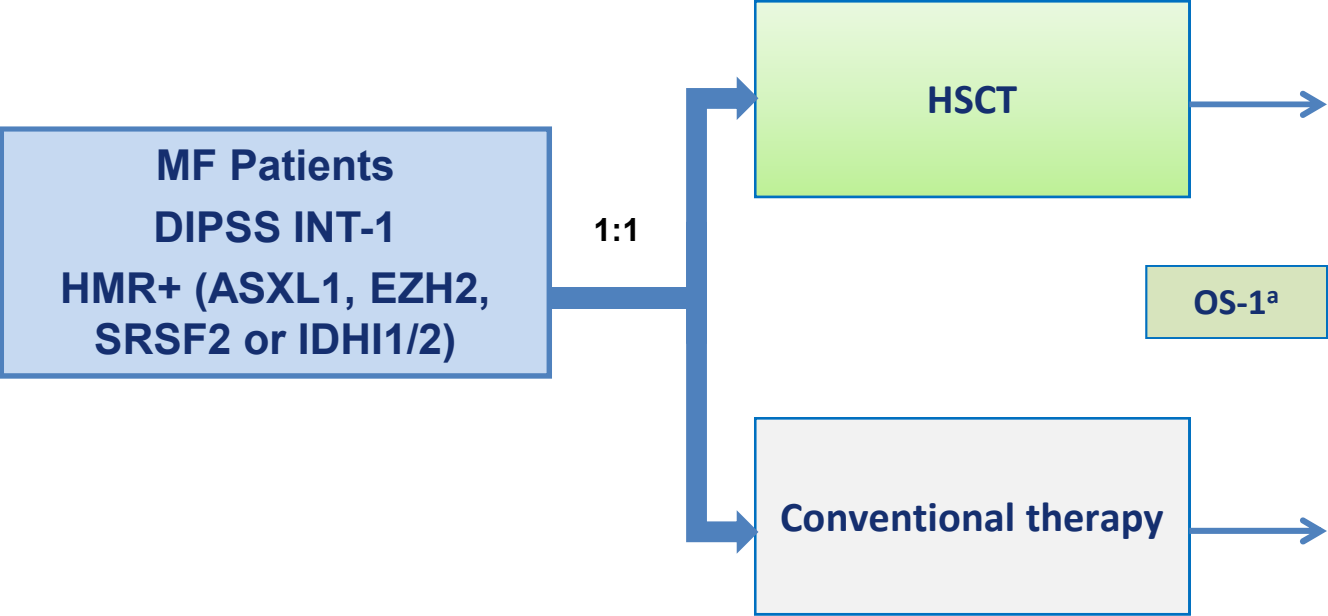 MF Patients
DIPSS INT-1
HMR+ (ASXL1, EZH2,
SRSF2 or IDHI1/2)
1:1
HSCT
OS-1ª
Conventional therapy